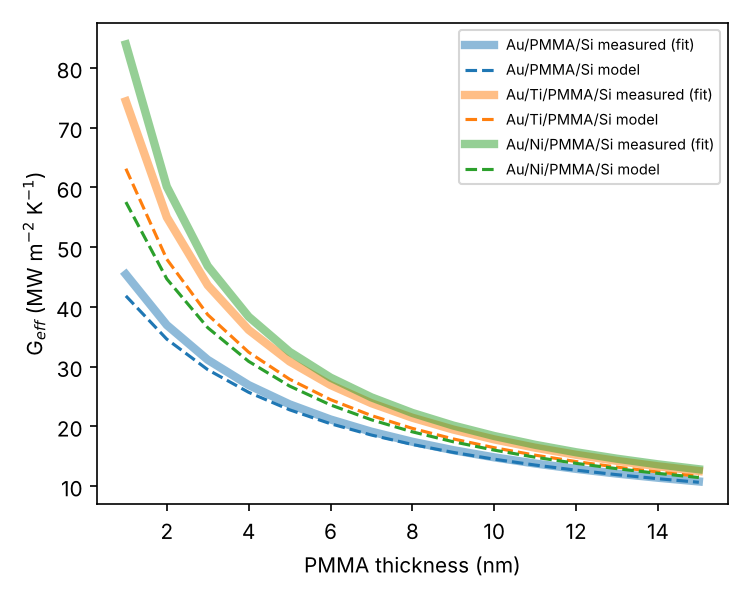 Au/PMMA/Si measured (fit)
Au/PMMA/Si model
Au/Ti/PMMA/Si measured (fit)
Au/Ti/PMMA/Si model
Au/Ni/PMMA/Si measured (fit)
Au/Ni/PMMA/Si model
80
70
60
50
40
30
20
10
G_eff (MW m⁻² K⁻¹)
2 4 6 8 10 12 14
PMMA thickness (nm)